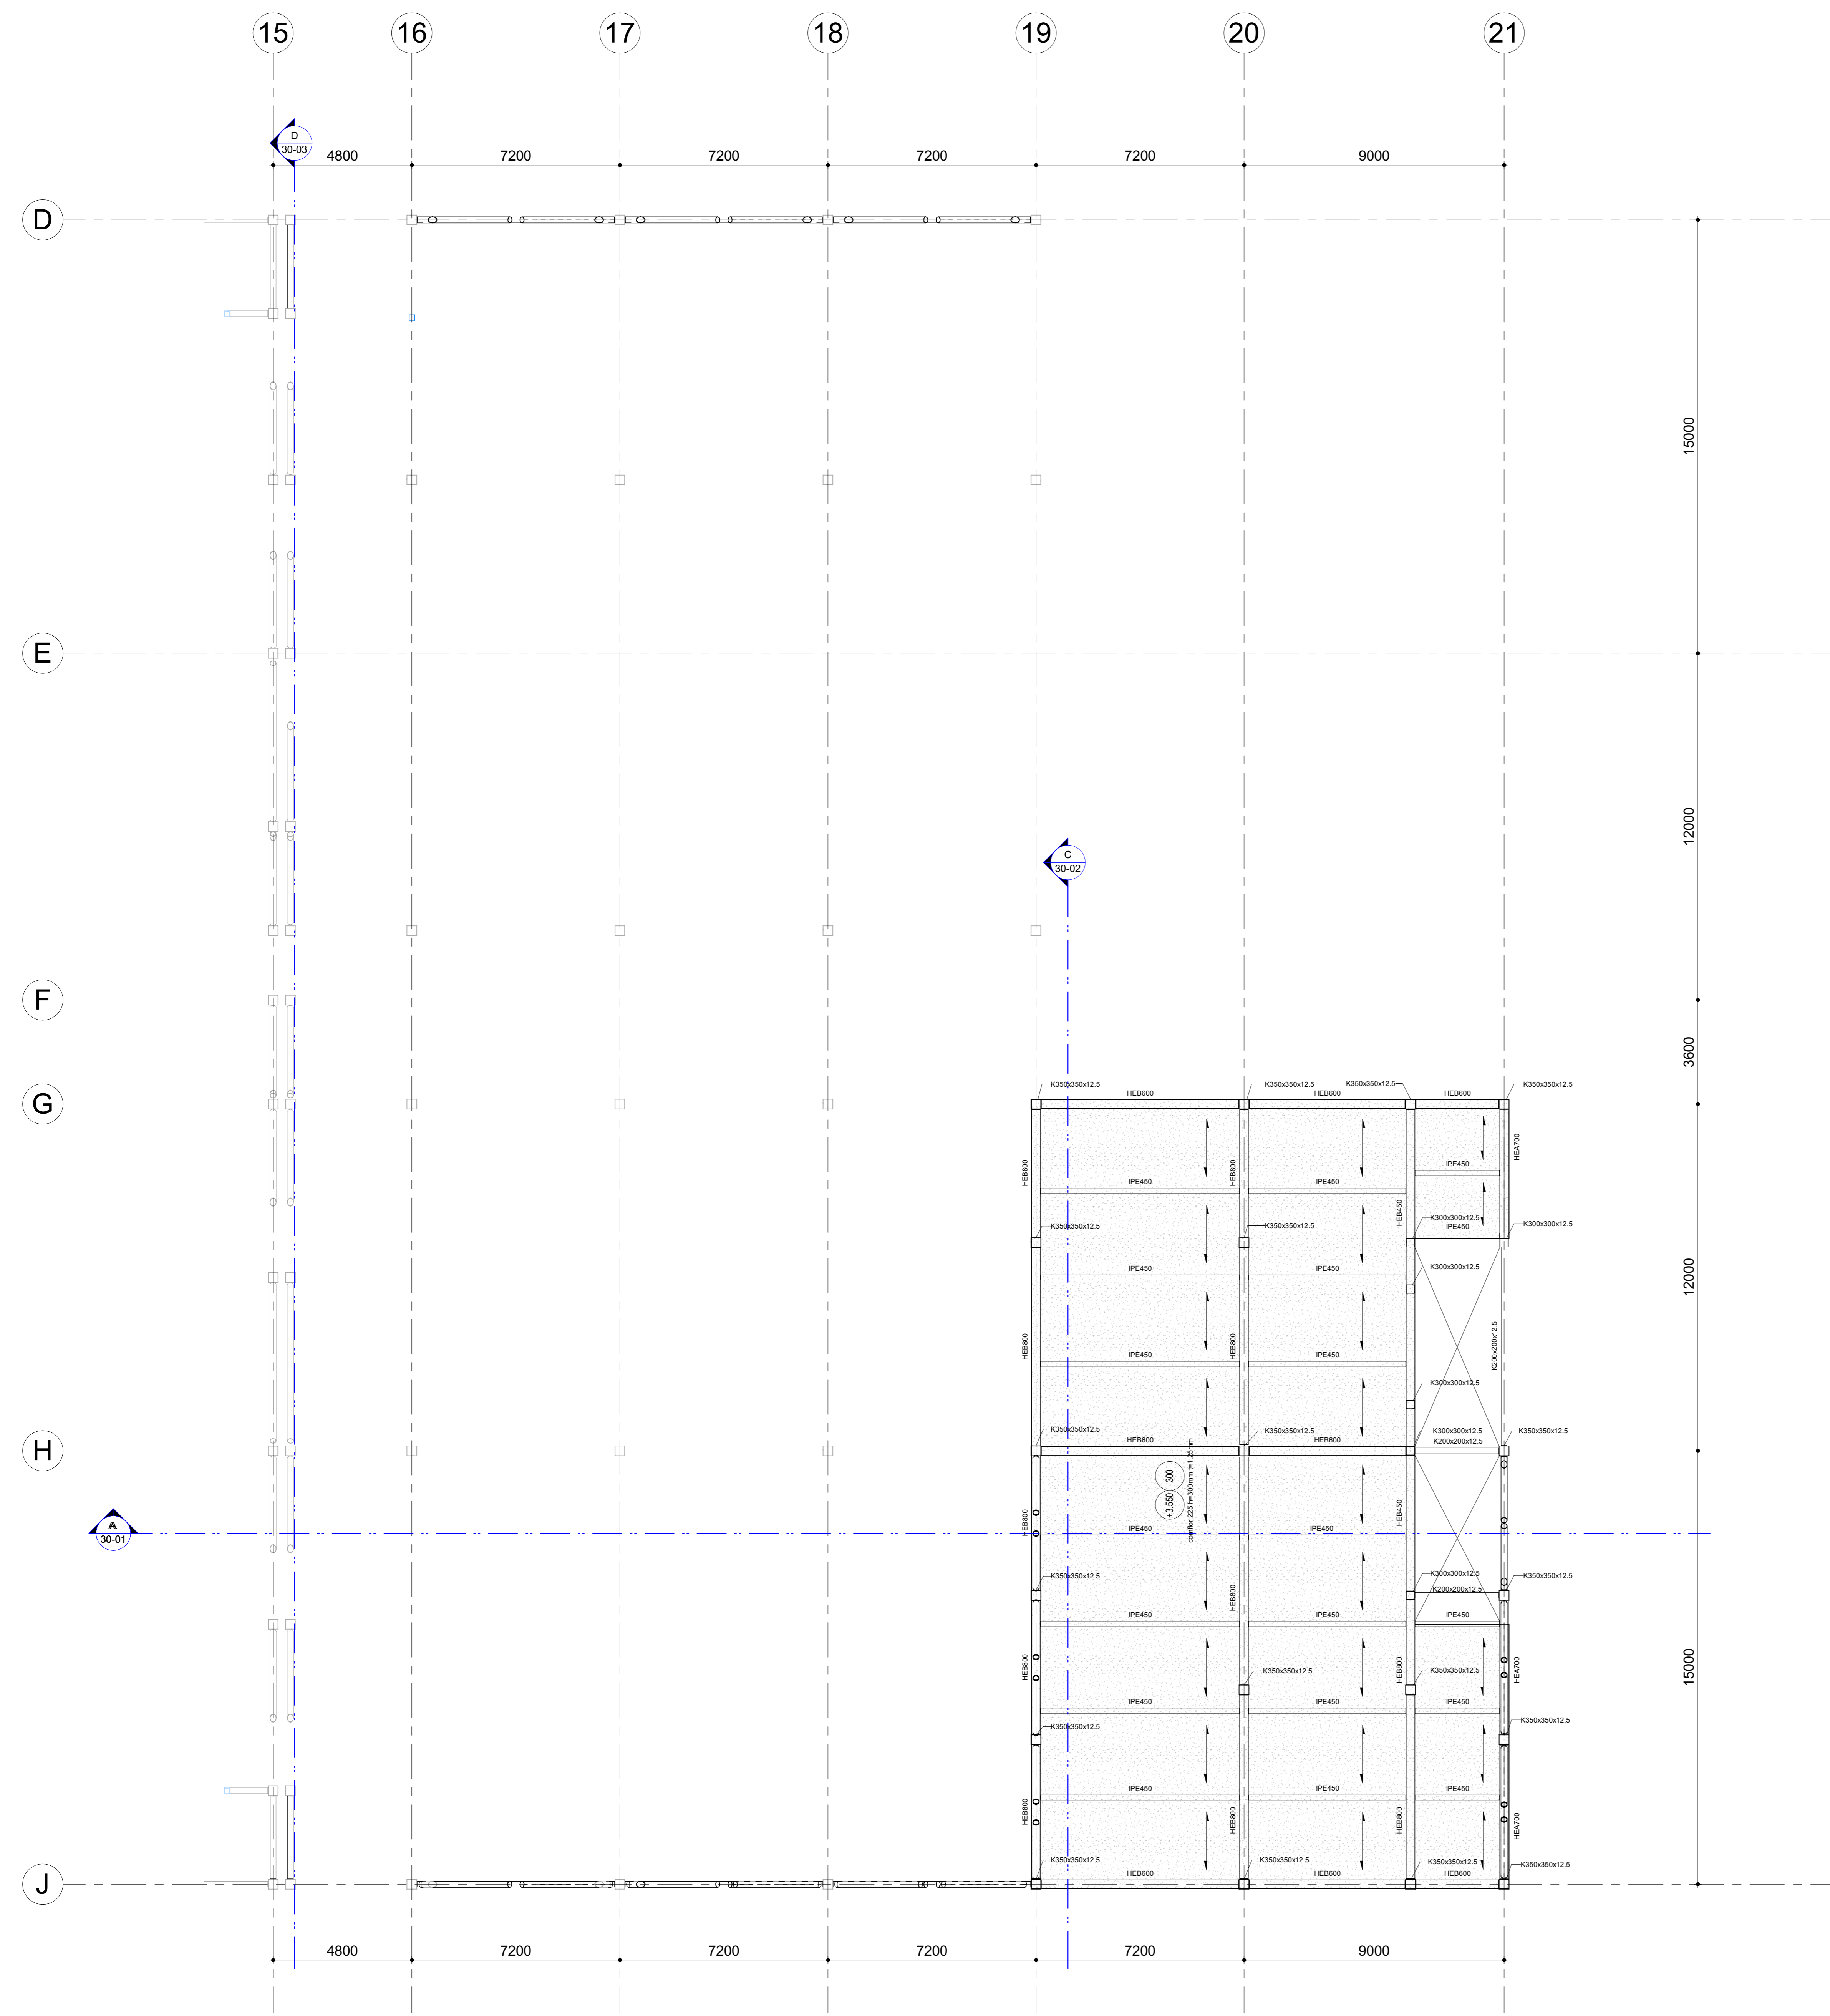 15
16
17
18
19
20
21
D
30-03
4800
7200
7200
7200
7200
9000
D
15000
E
12000
C
30-02
F
3600
K350x350x12.5
K350x350x12.5
K350x350x12.5
K350x350x12.5
HEB600
HEB600
HEB600
G
HEB800
HEB800
HEA700
IPE450
IPE450
IPE450
HEB450
K300x300x12.5
K300x300x12.5
K350x350x12.5
K350x350x12.5
IPE450
K300x300x12.5
IPE450
IPE450
12000
HEB800
HEB800
K200x200x12.5
IPE450
IPE450
K300x300x12.5
K350x350x12.5
K350x350x12.5
K300x300x12.5
K350x350x12.5
HEB600
HEB600
K200x200x12.5
H
300
+3.550
comflor 225 h=300mm t=1.25mm
HEB800
HEB450
A
30-01
IPE450
IPE450
K350x350x12.5
K300x300x12.5
K350x350x12.5
K200x200x12.5
HEB800
IPE450
IPE450
IPE450
HEB800
HEB800
HEA700
K350x350x12.5
K350x350x12.5
15000
IPE450
IPE450
IPE450
K350x350x12.5
K350x350x12.5
IPE450
IPE450
IPE450
HEB800
HEB800
HEB800
HEA700
K350x350x12.5
K350x350x12.5
K350x350x12.5
K350x350x12.5
HEB600
HEB600
HEB600
J
4800
7200
7200
7200
7200
9000